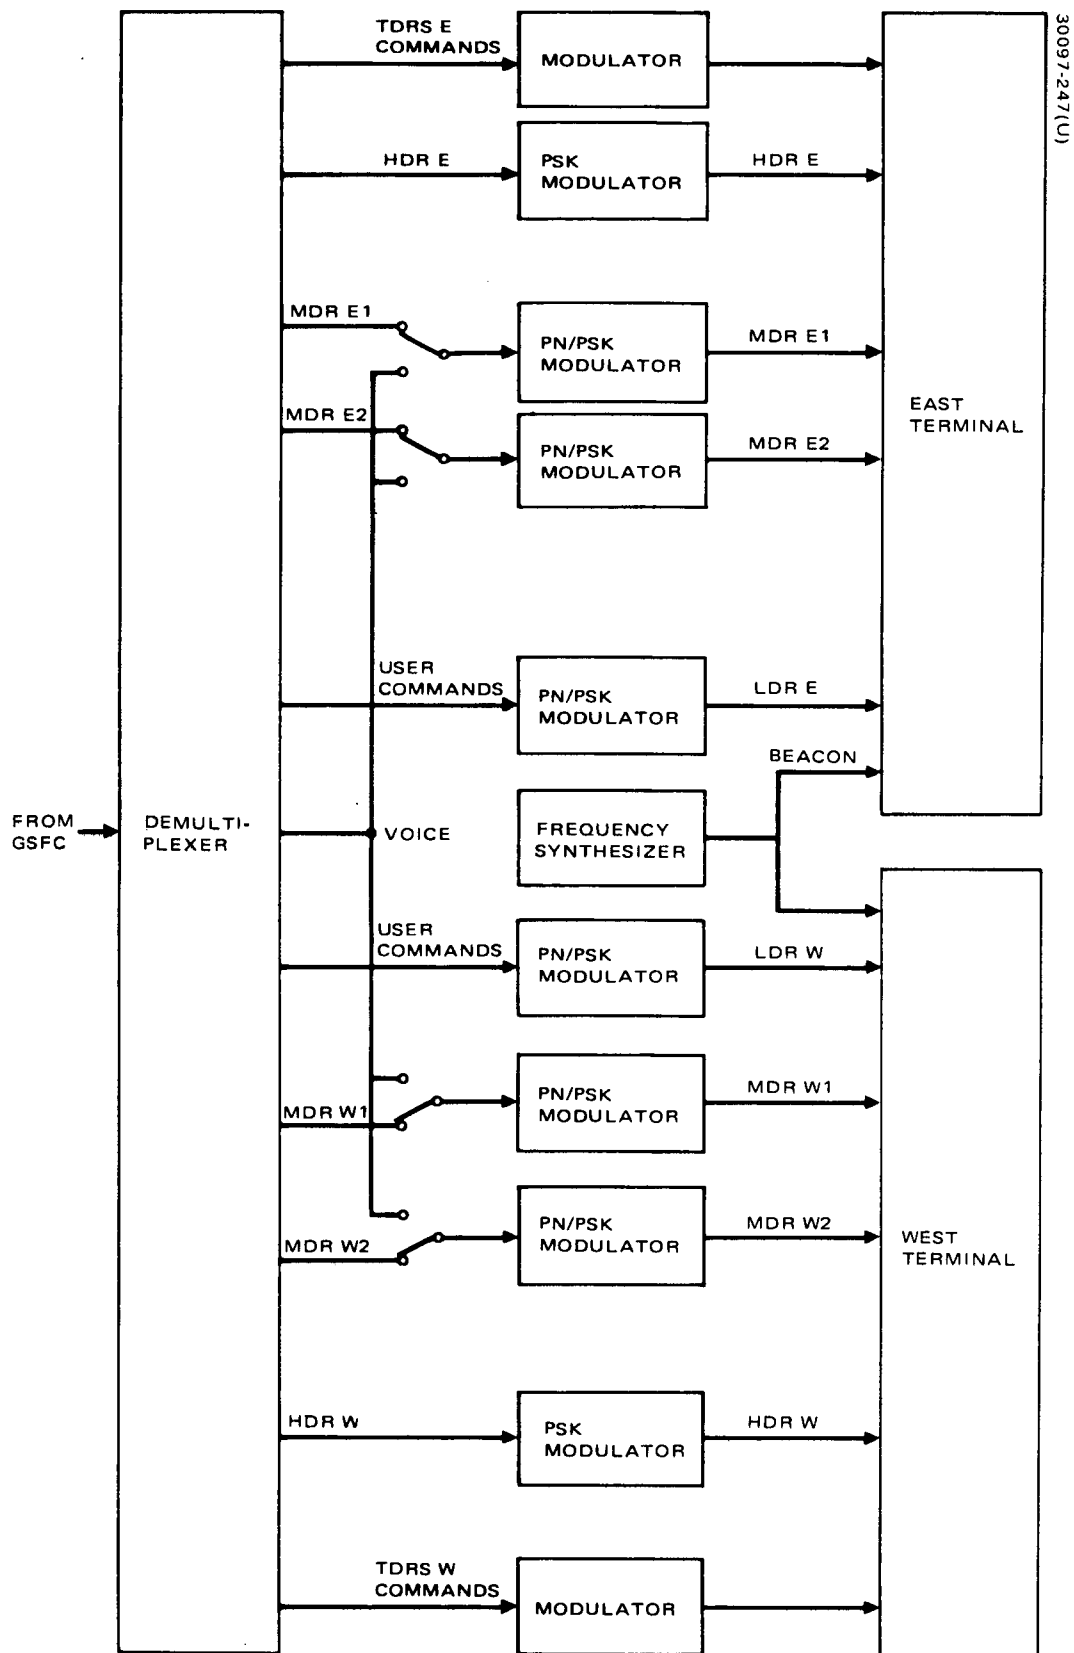 30097-247(U)
TDRS E
COMMANDS
MODULATOR
HDR E
PSK
MODULATOR
HDR E
MDR E1
PN/PSK
MODULATOR
MDR E1
MDR E2
PN/PSK
MODULATOR
MDR E2
EAST
TERMINAL
USER
COMMANDS
PN/PSK
MODULATOR
LDR E
BEACON
FROM
GSFC
DEMULTI-
PLEXER
VOICE
FREQUENCY
SYNTHESIZER
USER
COMMANDS
PN/PSK
MODULATOR
LDR W
MDR W1
PN/PSK
MODULATOR
MDR W1
MDR W2
PN/PSK
MODULATOR
MDR W2
WEST
TERMINAL
HDR W
PSK
MODULATOR
HDR W
TDRS W
COMMANDS
MODULATOR